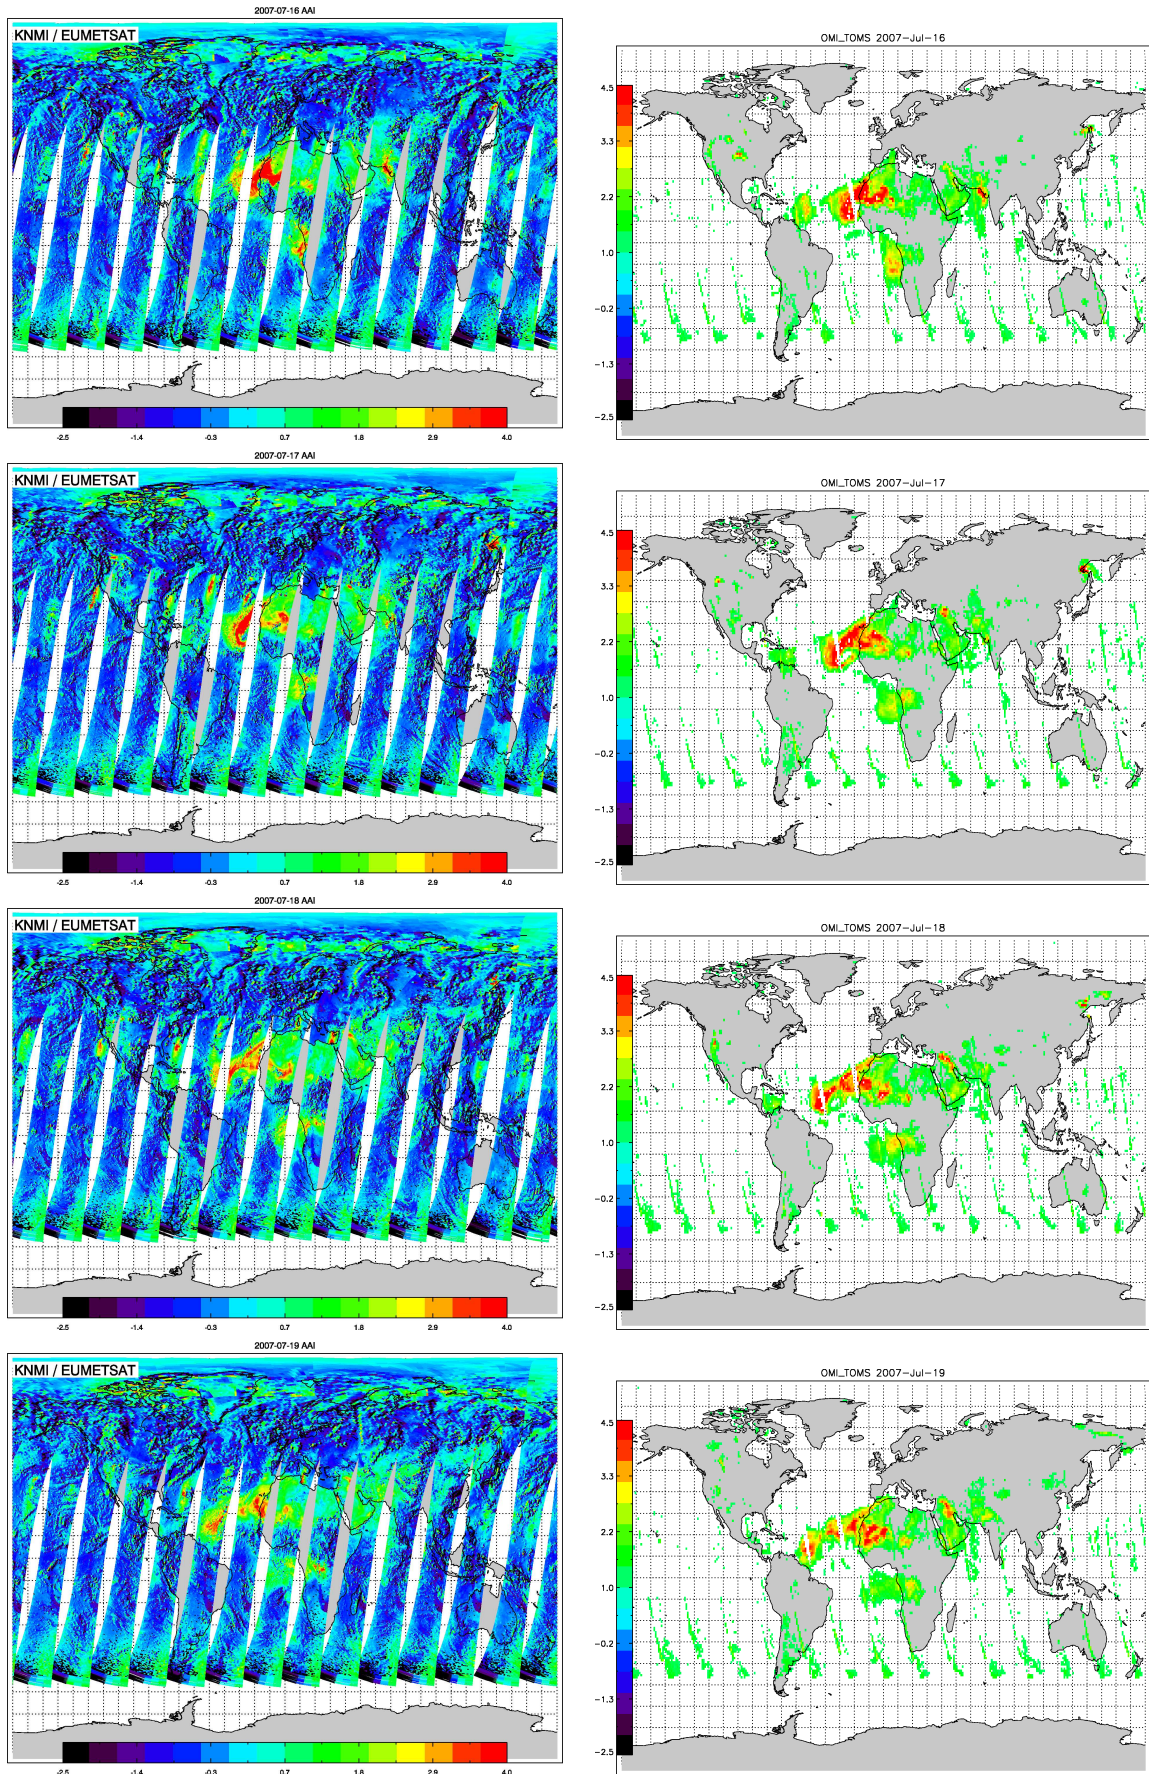 2007-07-16 AAI
KNMI / EUMETSAT
-2.5 -1.4 -0.3 0.7 1.8 2.9 4.0
OMI_TOMS 2007-Jul-16
4.5
3.3
2.2
1.0
-0.2
-1.3
-2.5
2007-07-17 AAI
KNMI / EUMETSAT
-2.5 -1.4 -0.3 0.7 1.8 2.9 4.0
OMI_TOMS 2007-Jul-17
4.5
3.3
2.2
1.0
-0.2
-1.3
-2.5
2007-07-18 AAI
KNMI / EUMETSAT
-2.5 -1.4 -0.3 0.7 1.8 2.9 4.0
OMI_TOMS 2007-Jul-18
4.5
3.3
2.2
1.0
-0.2
-1.3
-2.5
2007-07-19 AAI
KNMI / EUMETSAT
-2.5 -1.4 -0.3 0.7 1.8 2.9 4.0
OMI_TOMS 2007-Jul-19
4.5
3.3
2.2
1.0
-0.2
-1.3
-2.5